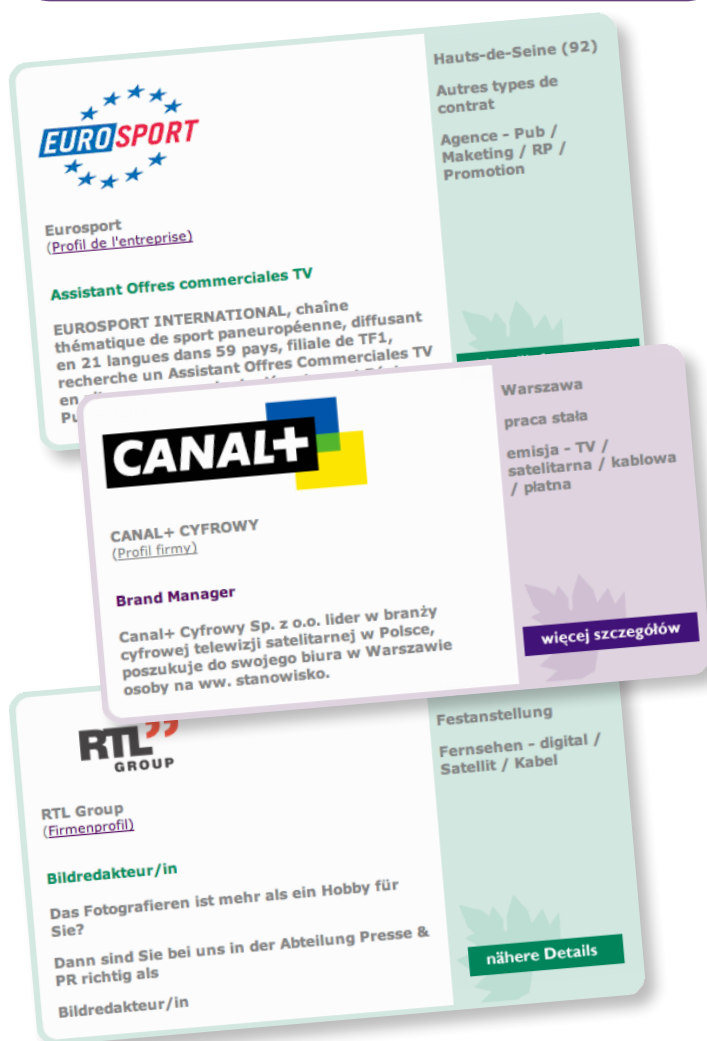 EUROSPORT
Eurosport
(Profil de l'entreprise)
Assistant Offres commerciales TV
EUROSPORT INTERNATIONAL, chaîne
thématique de sport paneuropéenne, diffusant
en 21 langues dans 59 pays, filiale de TF1,
recherche un Assistant Offres Commerciales TV
en
Hauts-de-Seine (92)
Autres types de
contrat
Agence - Pub /
Maketing / RP /
Promotion
CANAL+
CANAL+ CYFROWY
(Profil firmy)
Brand Manager
Canal+ Cyfrowy Sp. z o.o. lider w branży
cyfrowej telewizji satelitarnej w Polsce,
poszukuje do swojego biura w Warszawie
osoby na ww. stanowisko.
Warszawa
praca stała
emisja - TV /
satelitarna / kablowa
/ płatna
więcej szczegółów
RTL
GROUP
RTL Group
(Firmenprofil)
Bildredakteur/in
Das Fotografieren ist mehr als ein Hobby für
Sie?
Dann sind Sie bei uns in der Abteilung Presse &
PR richtig als
Bildredakteur/in
Festanstellung
Fernsehen - digital /
Satellit / Kabel
nähere Details